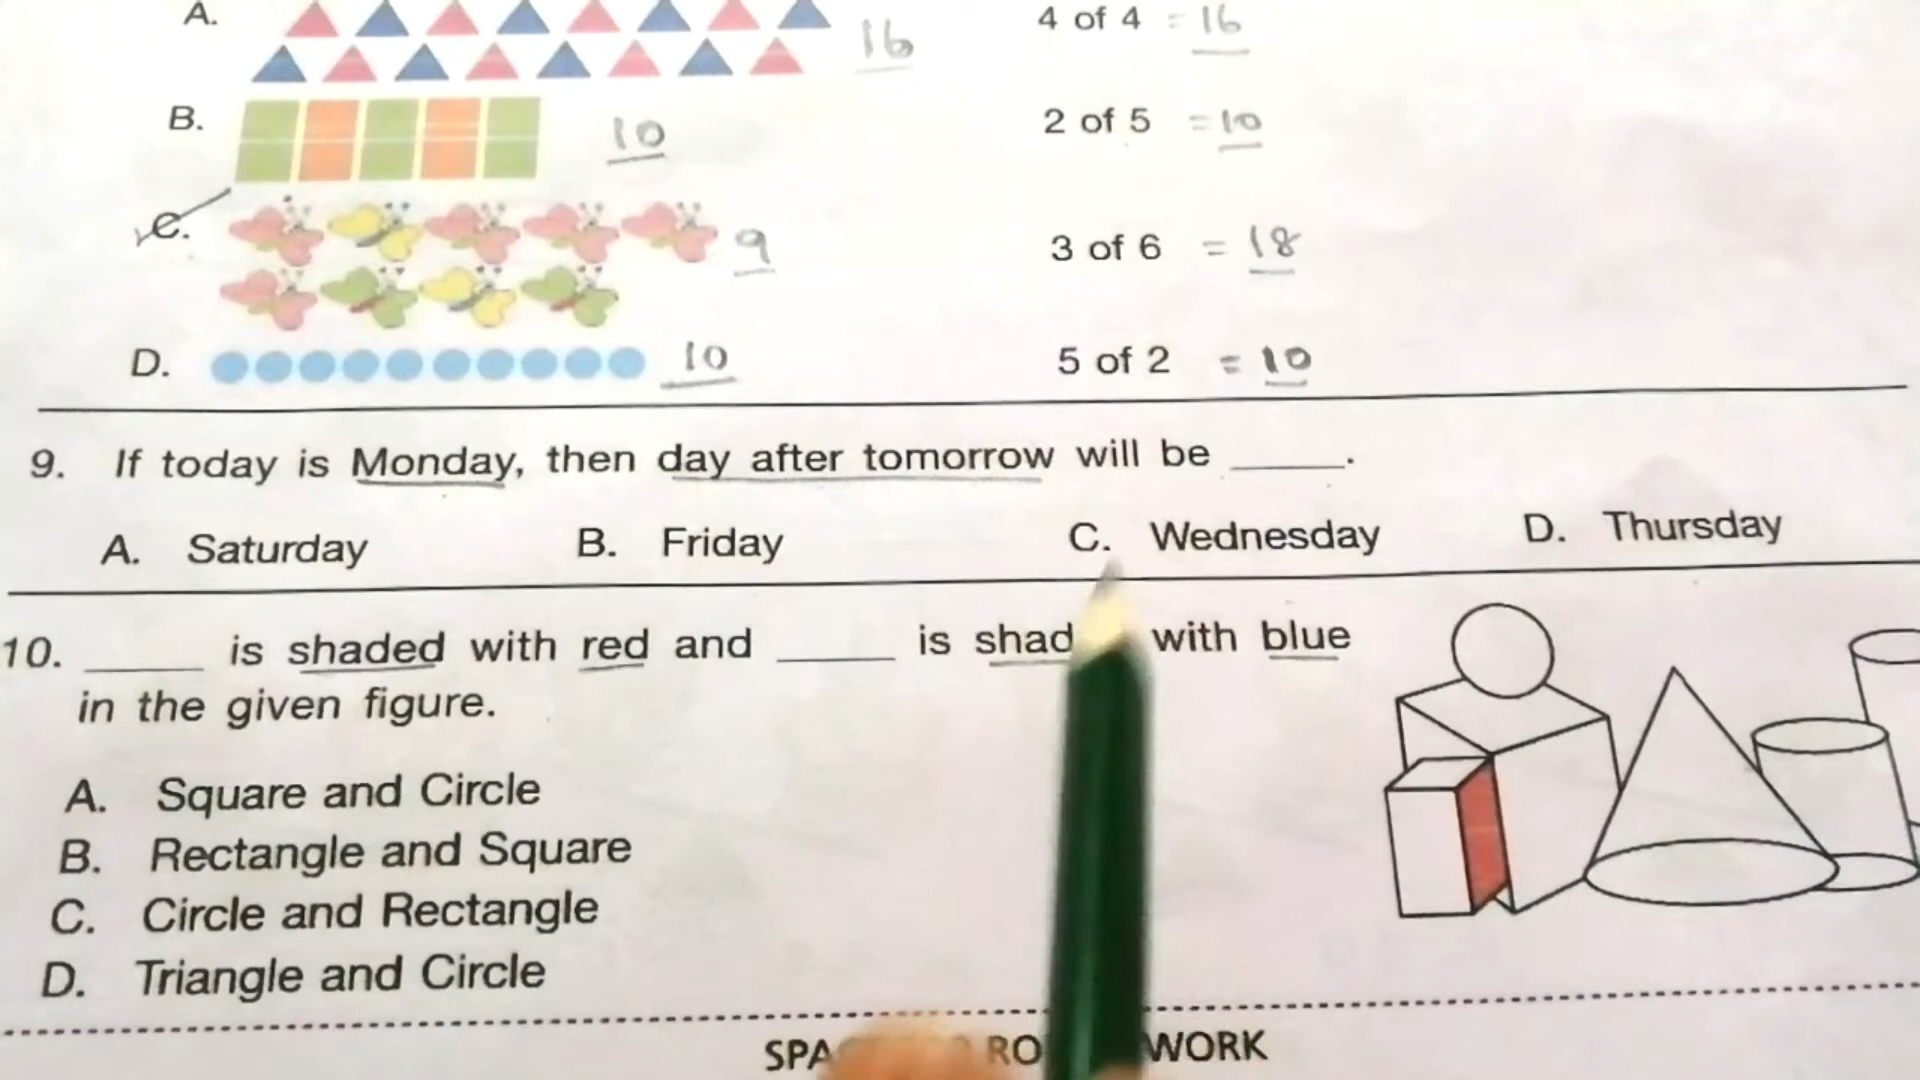 A. 16 4 of 4 = 16
B. 10 2 of 5 = 10
C. 9 3 of 6 = 18
D. 10 5 of 2 = 10
9. If today is Monday, then day after tomorrow will be _____.
A. Saturday B. Friday C. Wednesday D. Thursday
10. _____ is shaded with red and _____ is shad with blue
in the given figure.
A. Square and Circle
B. Rectangle and Square
C. Circle and Rectangle
D. Triangle and Circle
SPA RO WORK